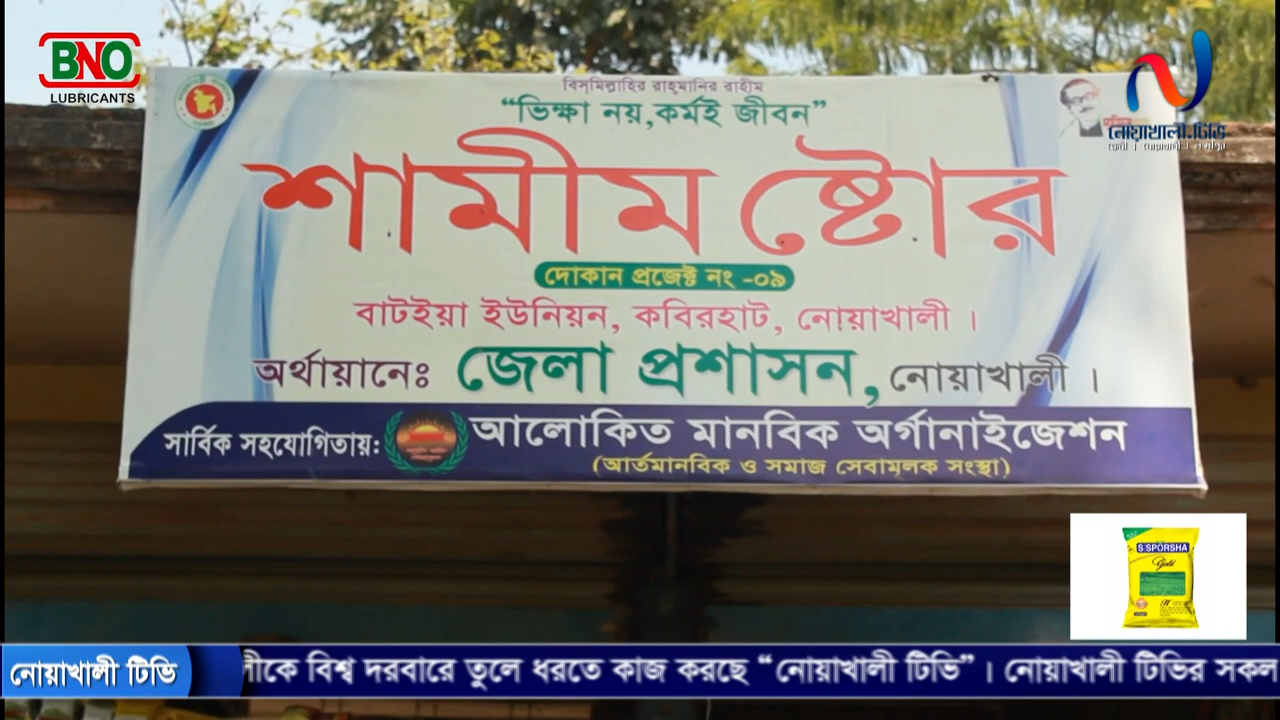 BNO
LUBRICANTS
বিস্‌মিল্লাহির রাহ্‌মানির রাহীম
“ভিক্ষা নয়,কর্মই জীবন”
নোয়াখালী.টিভি
শামীম ষ্টোর
দোকান প্রজেক্ট নং -০৯
বাটইয়া ইউনিয়ন, কবিরহাট, নোয়াখালী ।
অর্থায়ানেঃ জেলা প্রশাসন, নোয়াখালী ।
সার্বিক সহযোগিতায়: আলোকিত মানবিক অর্গানাইজেশন
(আর্তমানবিক ও সমাজ সেবামূলক সংস্থা)
S SPORSHA
Gold
নোয়াখালী টিভি
লীকে বিশ্ব দরবারে তুলে ধরতে কাজ করছে “নোয়াখালী টিভি” । নোয়াখালী টিভির সকল